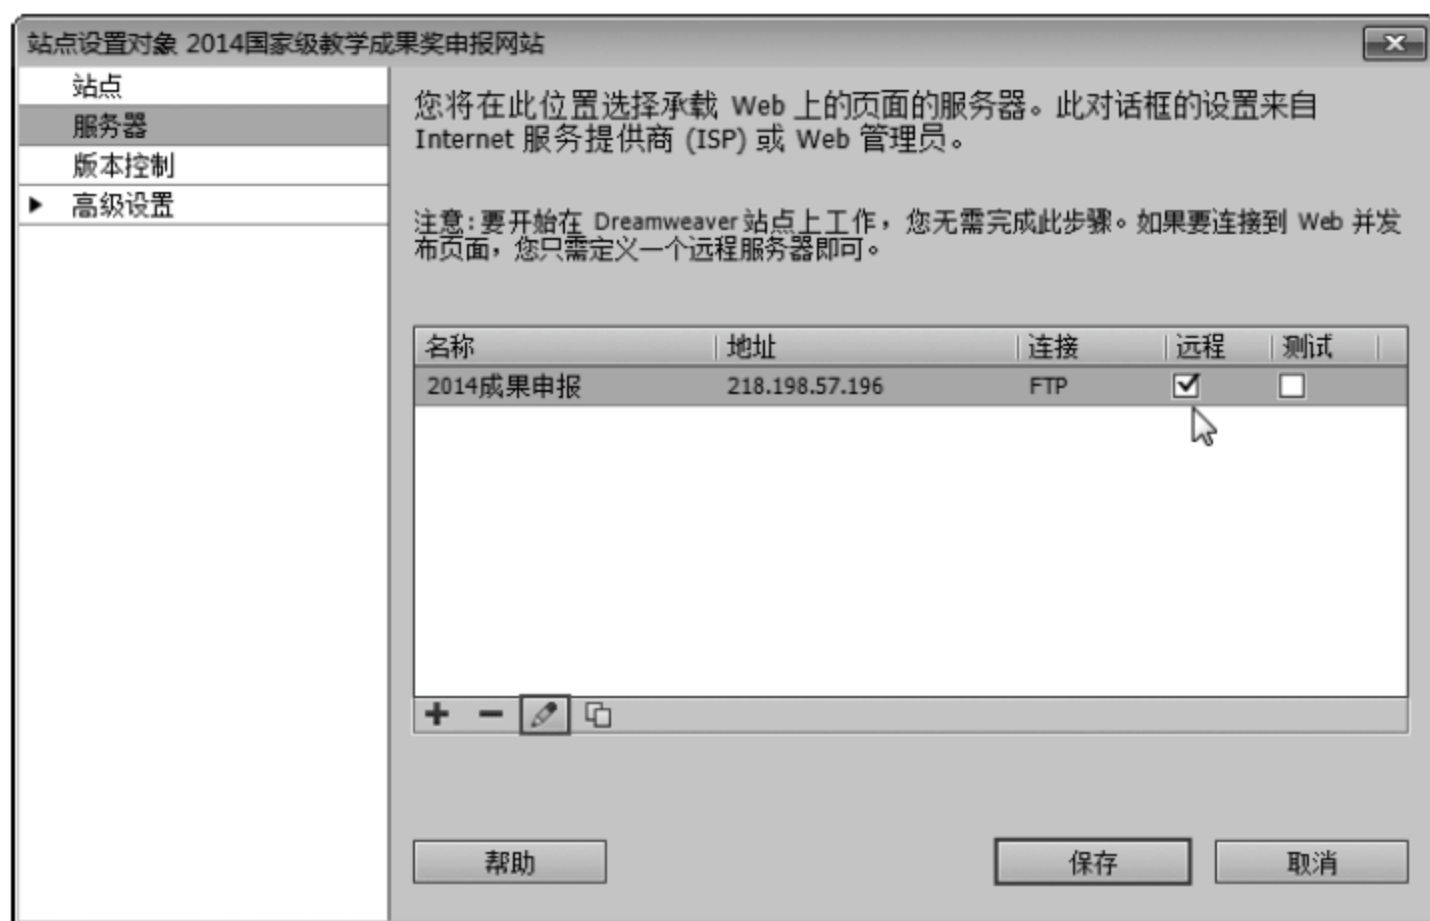 站点设置对象 2014国家级教学成果奖申报网站
站点
服务器
版本控制
高级设置
您将在此位置选择承载 Web 上的页面的服务器。此对话框的设置来自
Internet 服务提供商 (ISP) 或 Web 管理员。
注意:要开始在 Dreamweaver 站点上工作，您无需完成此步骤。如果要连接到 Web 并发
布页面，您只需定义一个远程服务器即可。
名称 地址 连接 远程 测试
2014成果申报 218.198.57.196 FTP
帮助 保存 取消